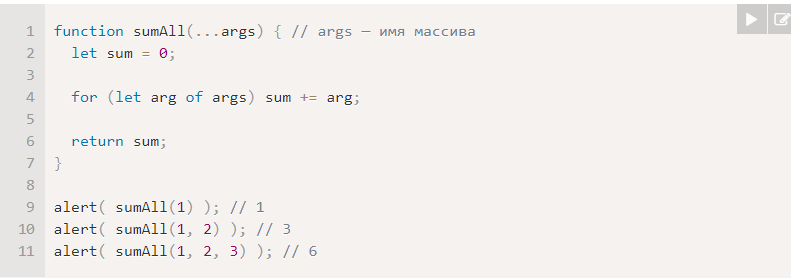 1 function sumAll(...args) { // args — имя массива
2   let sum = 0;
3
4   for (let arg of args) sum += arg;
5
6   return sum;
7 }
8
9 alert( sumAll(1) ); // 1
10 alert( sumAll(1, 2) ); // 3
11 alert( sumAll(1, 2, 3) ); // 6